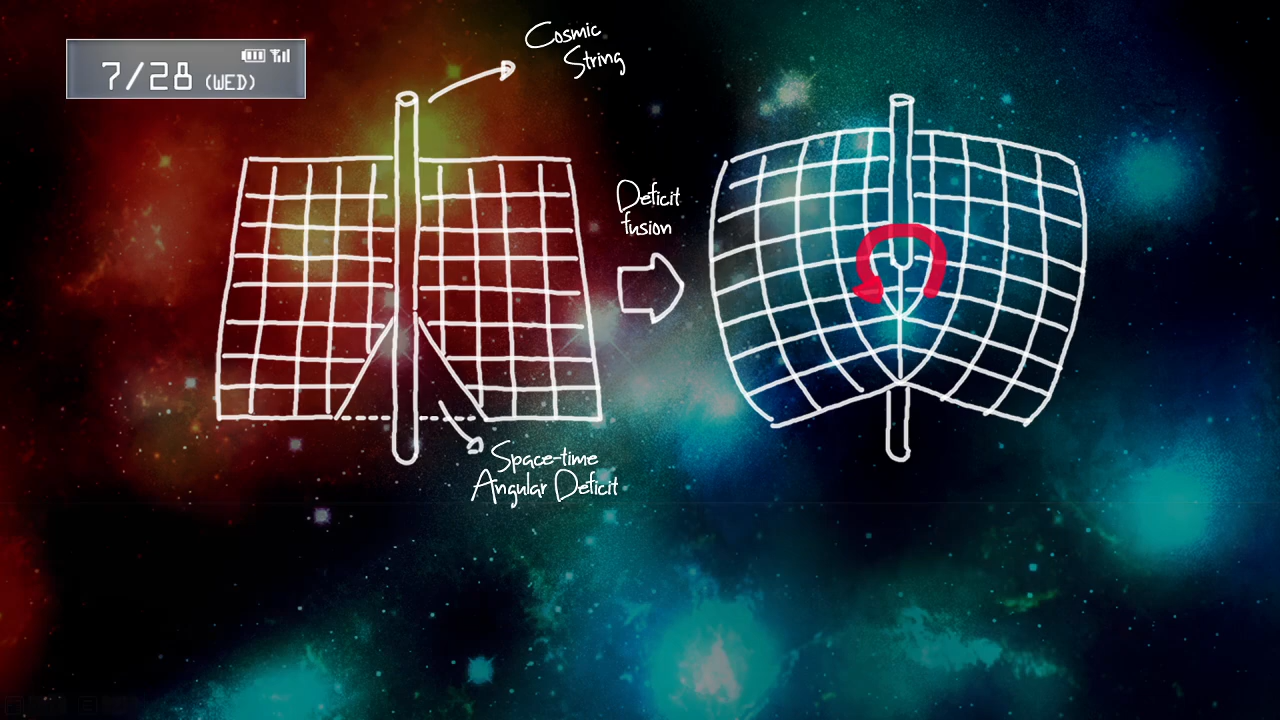 7/28 (WED)
Cosmic
String
Deficit
fusion
Space-time
Angular Deficit